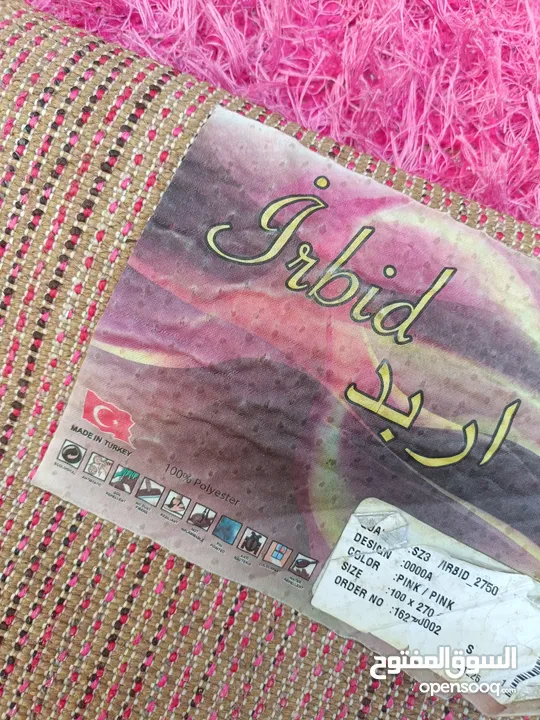 İrbid
اربد
MADE IN TURKEY
100% Polyester
:SZ3 /IRBID_2750
DESIGN :0000A
COLOR :PINK / PINK
SIZE :100 x 270
ORDER NO
S
السوق المفتوح
opensooq.com